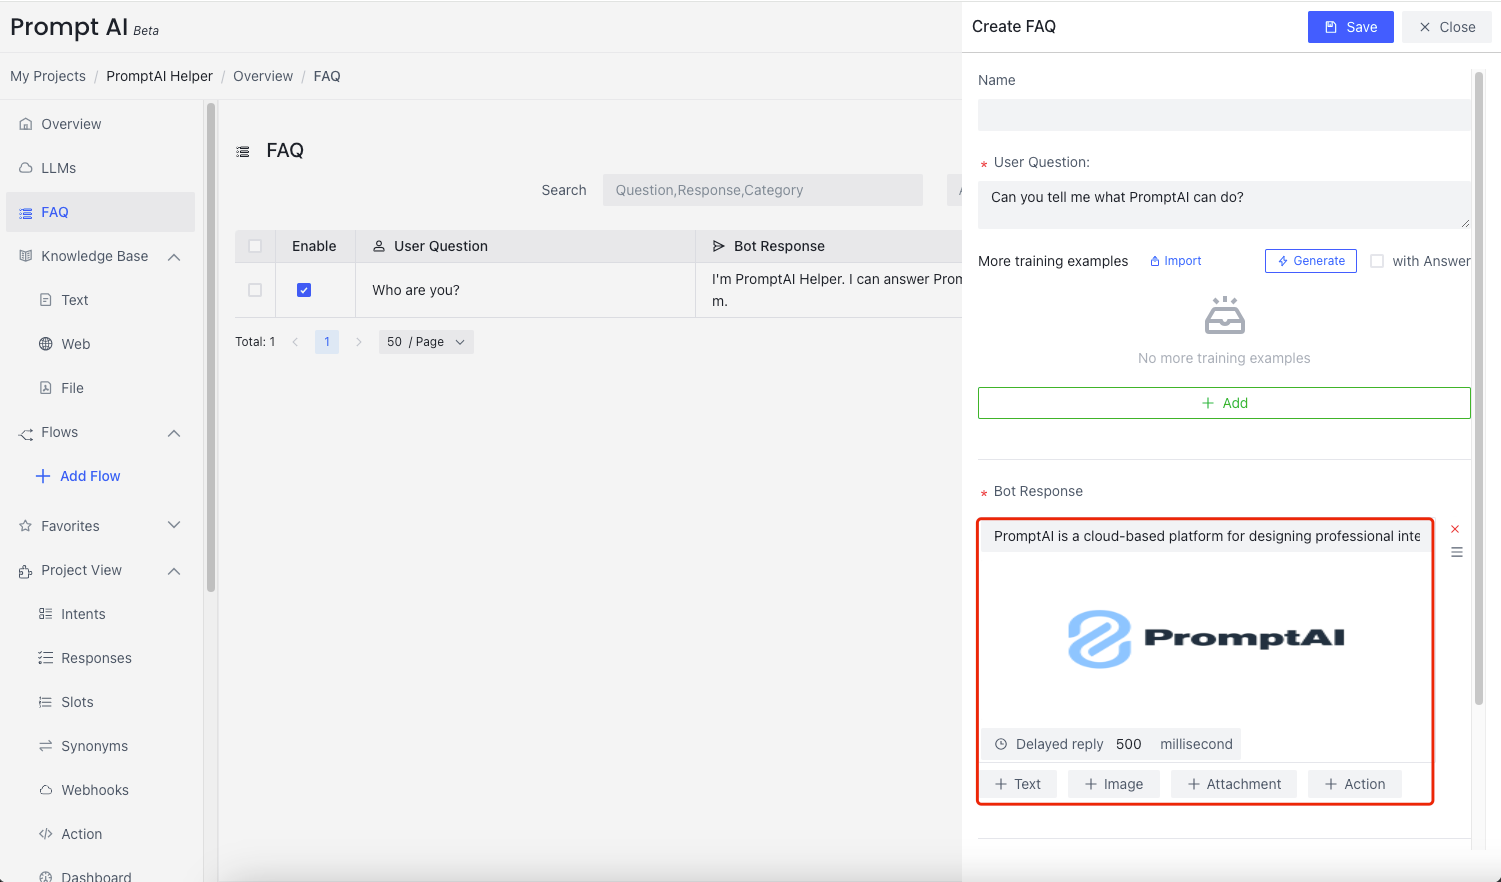 Prompt AI Beta
My Projects / PromptAI Helper / Overview / FAQ
Overview
LLMs
FAQ
Knowledge Base
Text
Web
File
Flows
Add Flow
Favorites
Project View
Intents
Responses
Slots
Synonyms
Webhooks
Action
Dashboard
FAQ
Search Question,Response,Category
Enable User Question Bot Response
Who are you? I'm PromptAI Helper. I can answer Prom
m.
Total: 1 1 50 / Page
Create FAQ Save Close
Name
* User Question:
Can you tell me what PromptAI can do?
More training examples Import Generate with Answer
No more training examples
+ Add
* Bot Response
PromptAI is a cloud-based platform for designing professional inte
PromptAI
Delayed reply 500 millisecond
+ Text + Image + Attachment + Action